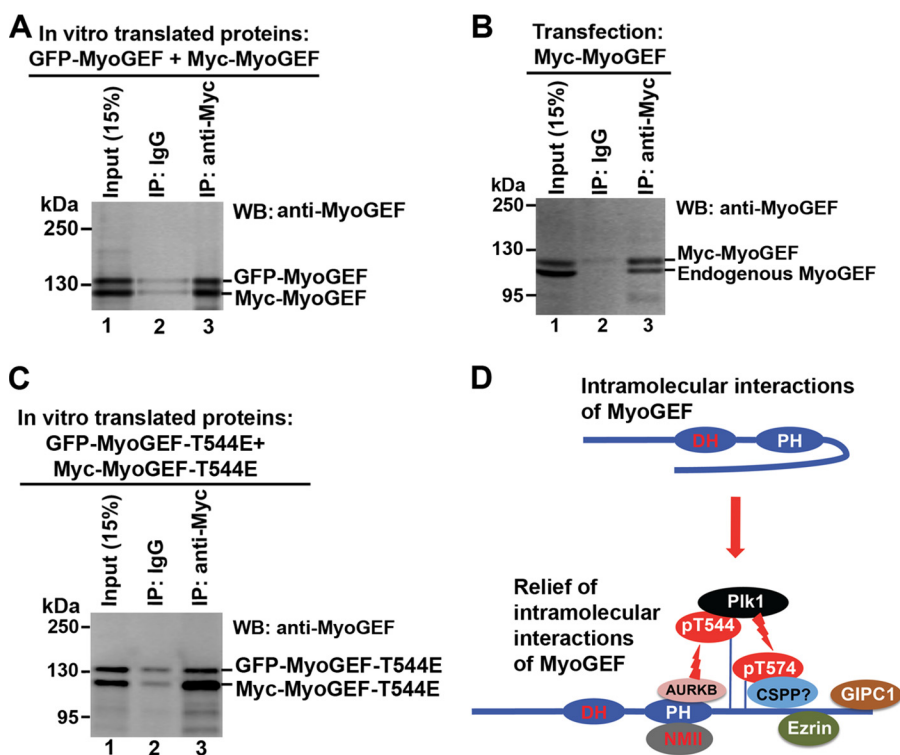 A
In vitro translated proteins:
GFP-MyoGEF + Myc-MyoGEF
Input (15%)
IP: IgG
IP: anti-Myc
kDa
WB: anti-MyoGEF
250
130
GFP-MyoGEF
Myc-MyoGEF
1 2 3
B
Transfection:
Myc-MyoGEF
Input (15%)
IP: IgG
IP: anti-Myc
kDa
250
WB: anti-MyoGEF
130
Myc-MyoGEF
Endogenous MyoGEF
95
1 2 3
C
In vitro translated proteins:
GFP-MyoGEF-T544E+
Myc-MyoGEF-T544E
Input (15%)
IP: IgG
IP: anti-Myc
kDa
250
WB: anti-MyoGEF
130
GFP-MyoGEF-T544E
Myc-MyoGEF-T544E
95
1 2 3
D
Intramolecular interactions
of MyoGEF
DH PH
Relief of
intramolecular
interactions
of MyoGEF
Plk1
pT544
pT574
AURKB
CSPP?
GIPC1
DH
PH
Ezrin
NMII